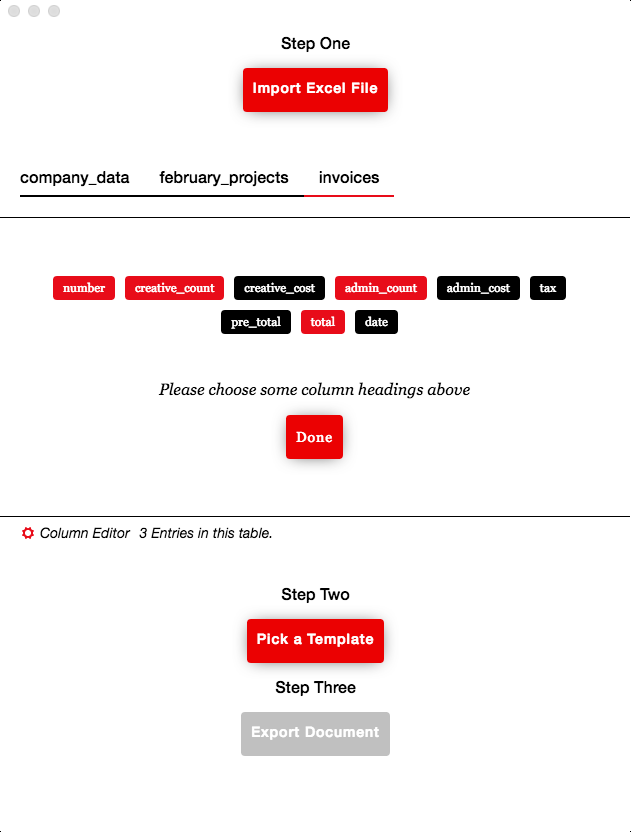 Step One
Import Excel File
company_data february_projects invoices
number creative_count creative_cost admin_count admin_cost tax
pre_total total date
Please choose some column headings above
Done
Column Editor 3 Entries in this table.
Step Two
Pick a Template
Step Three
Export Document